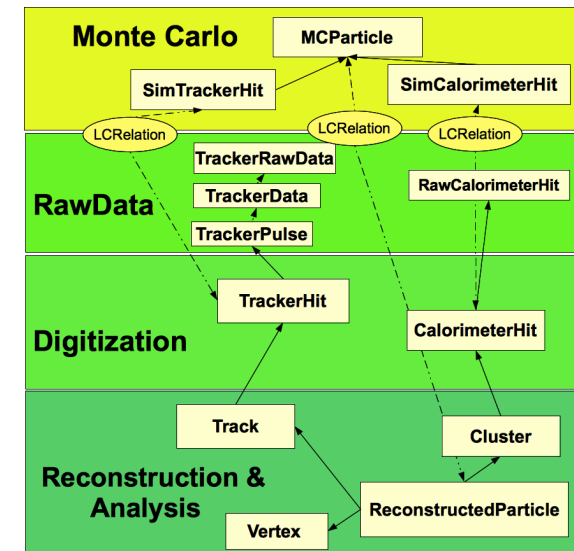 Monte Carlo
MCParticle
SimTrackerHit
SimCalorimeterHit
LCRelation
LCRelation
LCRelation
TrackerRawData
RawCalorimeterHit
TrackerData
RawData
TrackerPulse
TrackerHit
CalorimeterHit
Digitization
Track
Cluster
Reconstruction &
Analysis
ReconstructedParticle
Vertex